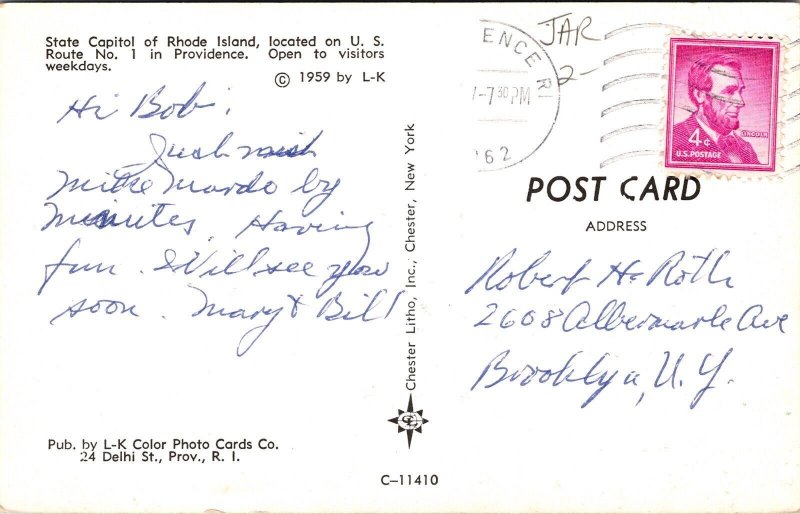 State Capitol of Rhode Island, located on U. S.
Route No. 1 in Providence. Open to visitors
weekdays.
© 1959 by L-K
Hi Bob:
Just
Mike by
minutes. Having
fun. Will see you
soon. Mary & Bill
Pub. by L-K Color Photo Cards Co.
24 Delhi St., Prov., R. I.
Chester Litho, Inc., Chester, New York
CL
C-11410
ENCE R
7 30 PM
62
JAR
2-
4¢
LINCOLN
U.S. POSTAGE
POST CARD
ADDRESS
Robert H. Roth
2608 Albermarle Ave
Brooklyn, N. Y.